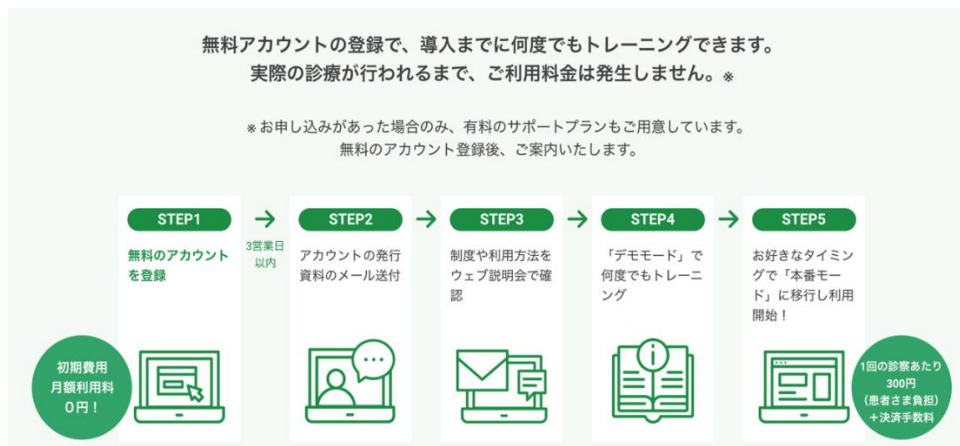 無料アカウントの登録で、導入までに何度でもトレーニングできます。
実際の診療が行われるまで、ご利用料金は発生しません。※
※お申し込みがあった場合のみ、有料のサポートプランもご用意しています。
無料のアカウント登録後、ご案内いたします。
STEP1
無料のアカウント
を登録
3営業日
以内
STEP2
アカウントの発行
資料のメール送付
STEP3
制度や利用方法を
ウェブ説明会で確
認
STEP4
「デモモード」で
何度でもトレーニ
ング
STEP5
お好きなタイミン
グで「本番モー
ド」に移行し利用
開始！
初期費用
月額利用料
0円！
1回の診察あたり
300円
(患者さま負担)
＋決済手数料